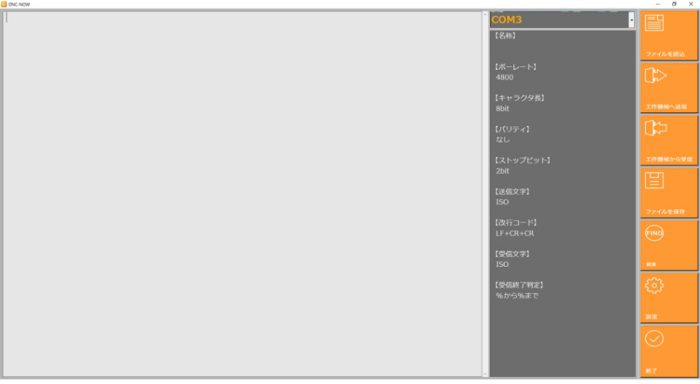 DNC-NOW
COM3
【名称】
【ボーレート】
4800
【キャラクタ長】
8bit
【パリティ】
なし
【ストップビット】
2bit
【送信文字】
ISO
【改行コード】
LF+CR+CR
【受信文字】
ISO
【受信終了判定】
%から%まで
ファイルを読込
工作機械へ送信
工作機械から受信
ファイルを保存
FIND
検索
設定
終了